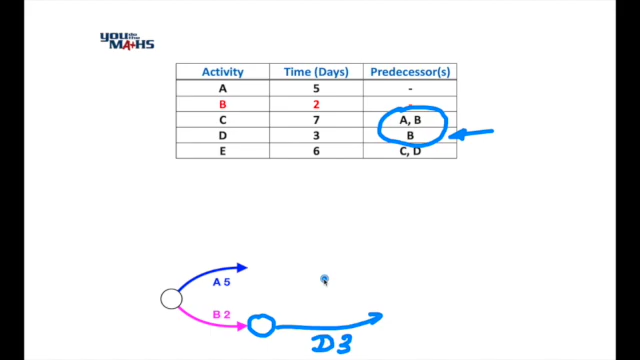 you do the
MATHS
Activity Time (Days) Predecessor(s)
A 5 -
B 2 -
C 7 A, B
D 3 B
E 6 C, D
A 5
B 2
D3